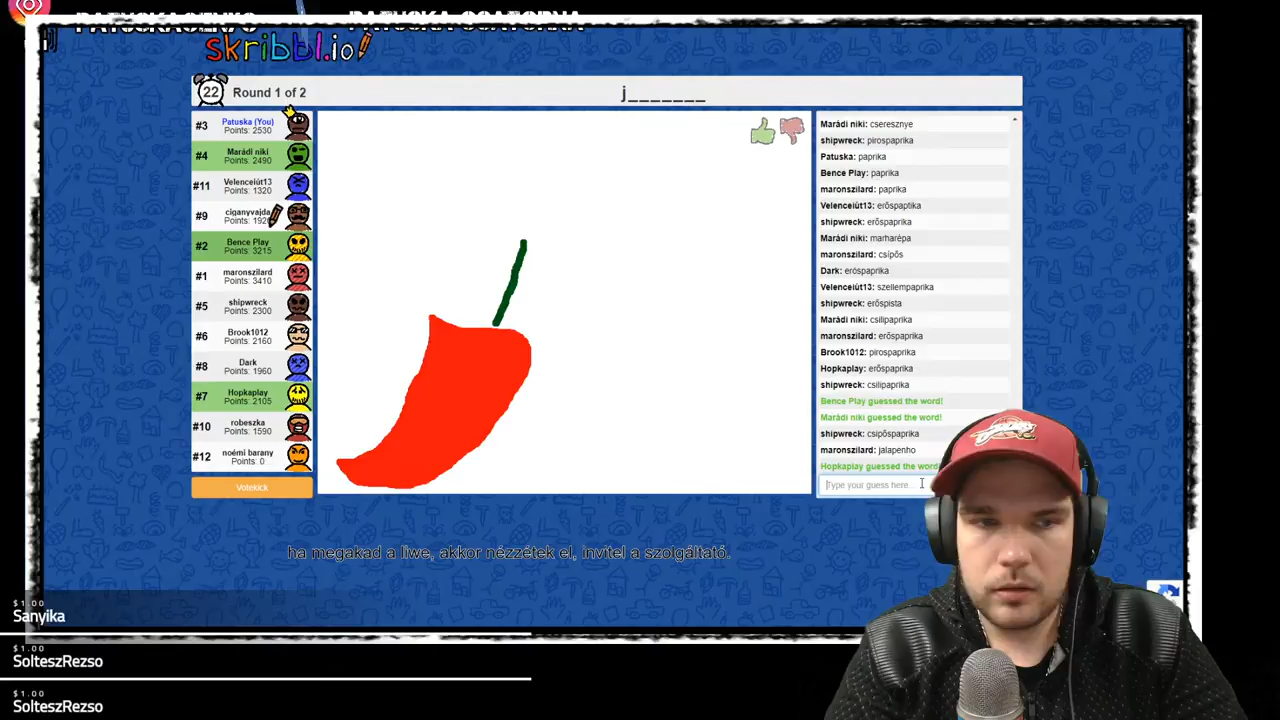 skribbl.io
22
Round 1 of 2
j_______
#3
Patuska (You)
Points: 2530
#4
Marádi niki
Points: 2490
#11
Velenceiút13
Points: 1320
#9
ciganyvajda
Points: 1920
#2
Bence Play
Points: 3215
#1
maronszilard
Points: 3410
#5
shipwreck
Points: 2300
#6
Brook1012
Points: 2160
#8
Dark
Points: 1960
#7
Hopkaplay
Points: 2105
#10
robeszka
Points: 1590
#12
noémi barany
Points: 0
Votekick
Marádi niki: cseresznye
shipwreck: pirospaprika
Patuska: paprika
Bence Play: paprika
maronszilard: paprika
Velenceiút13: erőspaptika
shipwreck: erőspaprika
Marádi niki: marharépa
maronszilard: csípős
Dark: eróspaprika
Velenceiút13: szellempaprika
shipwreck: erőspista
Marádi niki: csilipaprika
maronszilard: erőspaprika
Brook1012: pirospaprika
Hopkaplay: erőspaprika
shipwreck: csilipaprika
Bence Play guessed the word!
Marádi niki guessed the word!
shipwreck: csipőspaprika
maronszilard: jalapenho
Hopkaplay guessed the word
Type your guess here...
ha megakad a liwe, akkor nézzétek el, invitel a szolgáltató.
$1.00
Sanyika
$1.00
SolteszRezso
$1.00
SolteszRezso